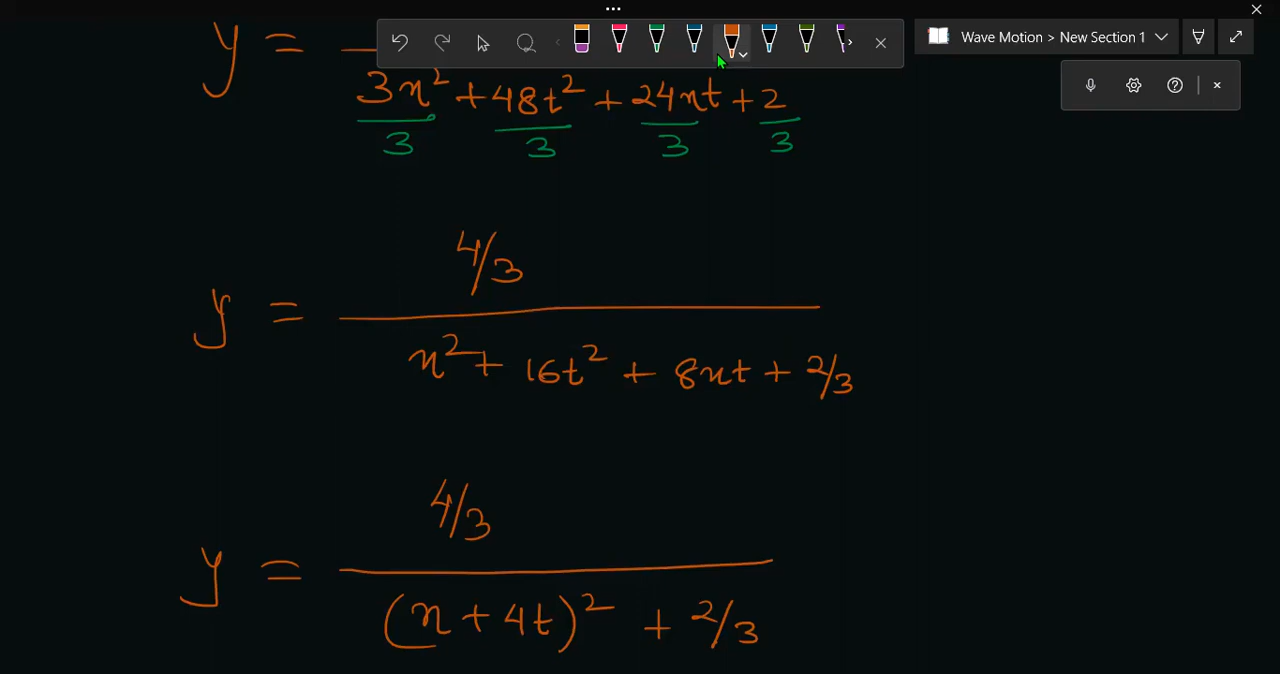 Wave Motion > New Section 1
y =
3x² + 48t² + 24xt + 2
3 3 3 3
4/3
y =
x² + 16t² + 8xt + 2/3
4/3
y =
(x + 4t)² + 2/3